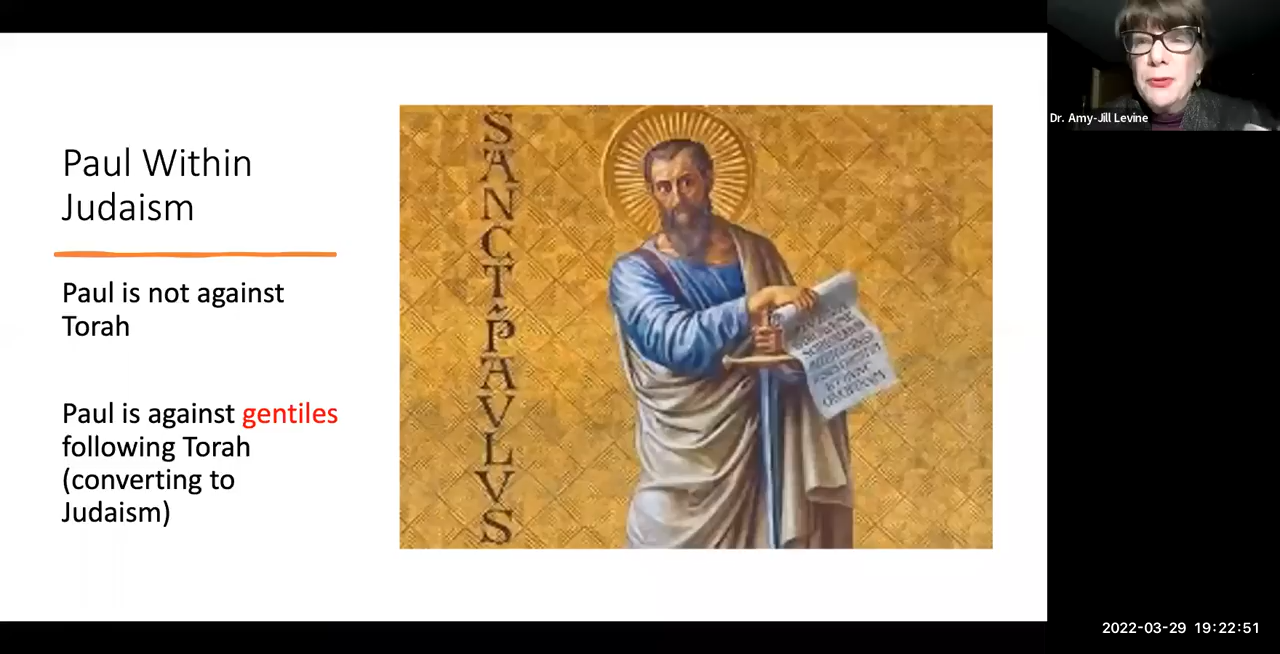 Paul Within
Judaism
Paul is not against
Torah
Paul is against gentiles
following Torah
(converting to
Judaism)
SANCT PAVLVS
Dr. Amy-Jill Levine
2022-03-29 19:22:51